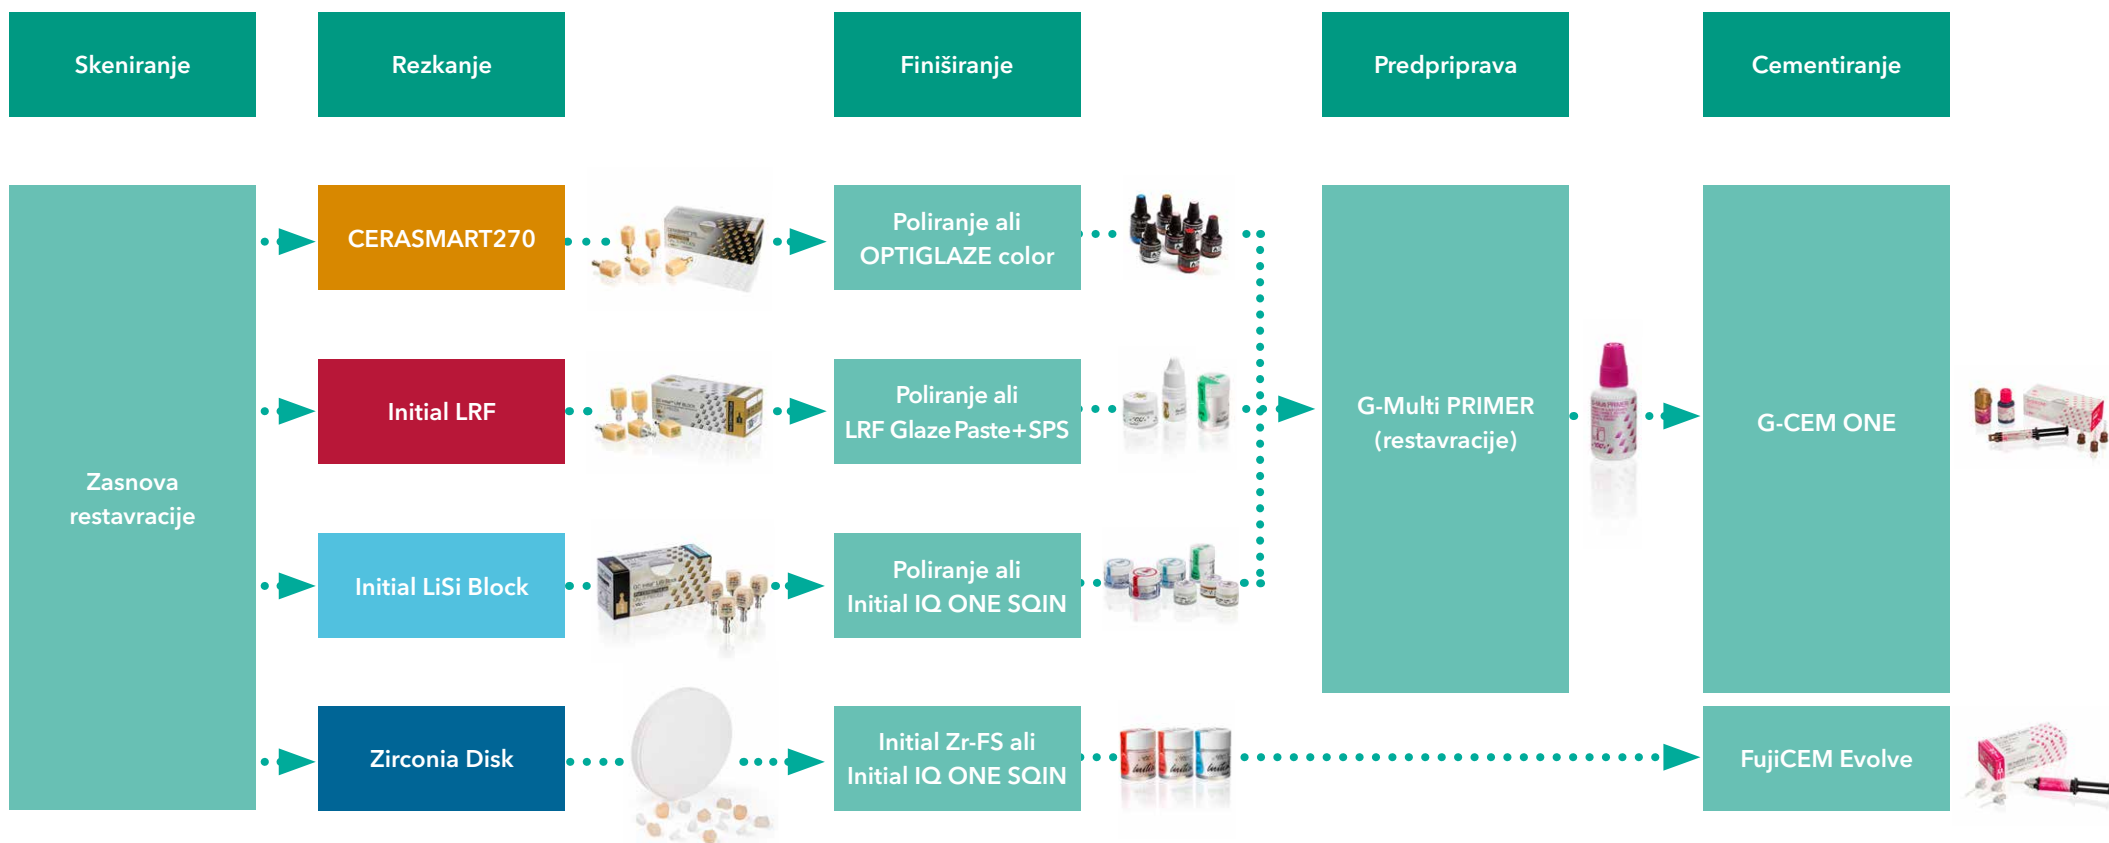 Skeniranje
Rezkanje
Finiširanje
Predpriprava
Cementiranje
Zasnova
restavracije
CERASMART270
Poliranje ali
OPTIGLAZE color
Initial LRF
Poliranje ali
LRF Glaze Paste+SPS
Initial LiSi Block
Poliranje ali
Initial IQ ONE SQIN
Zirconia Disk
Initial Zr-FS ali
Initial IQ ONE SQIN
G-Multi PRIMER
(restavracije)
G-CEM ONE
FujiCEM Evolve